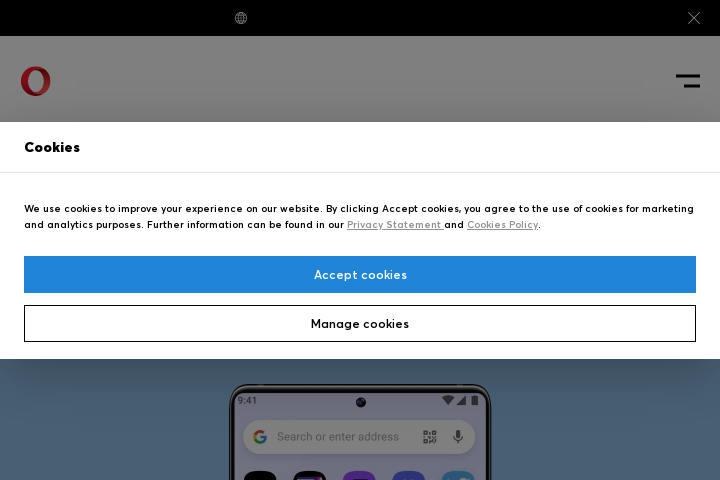 Cookies
We use cookies to improve your experience on our website. By clicking Accept cookies, you agree to the use of cookies for marketing
and analytics purposes. Further information can be found in our Privacy Statement and Cookies Policy.
Accept cookies
Manage cookies
9:41
Search or enter address